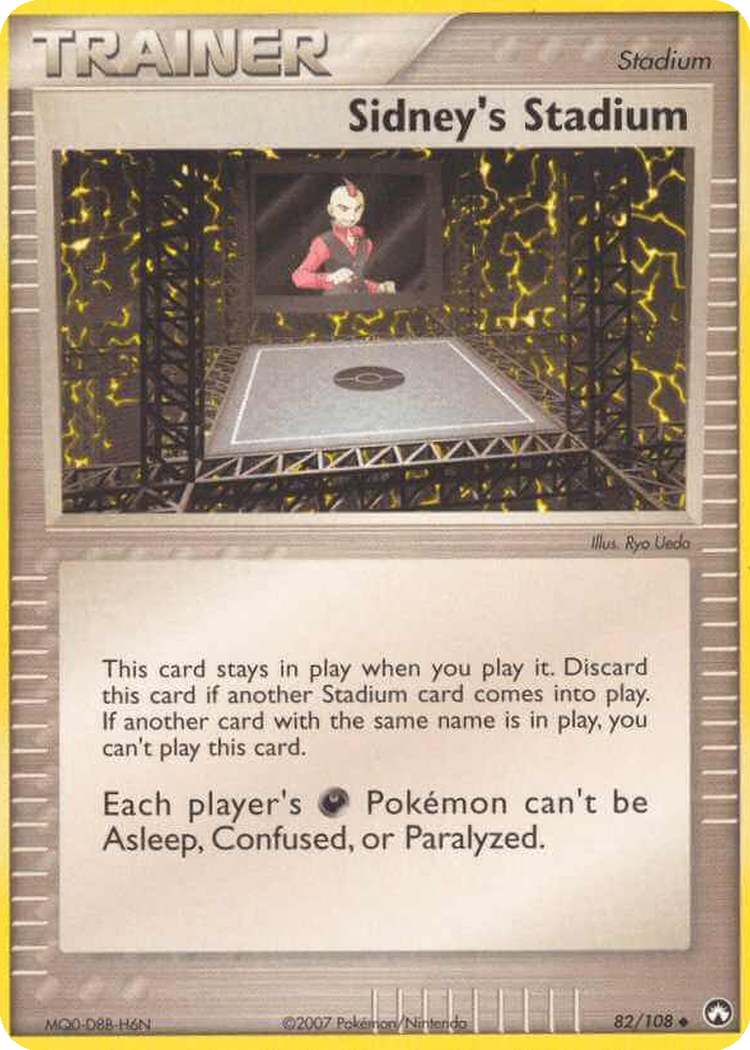 TRAINER
Stadium
Sidney's Stadium
Illus. Ryo Ueda
This card stays in play when you play it. Discard
this card if another Stadium card comes into play.
If another card with the same name is in play, you
can't play this card.
Each player's Pokémon can't be
Asleep, Confused, or Paralyzed.
MQ0-D8B-H6N
©2007 Pokémon/Nintendo
82/108